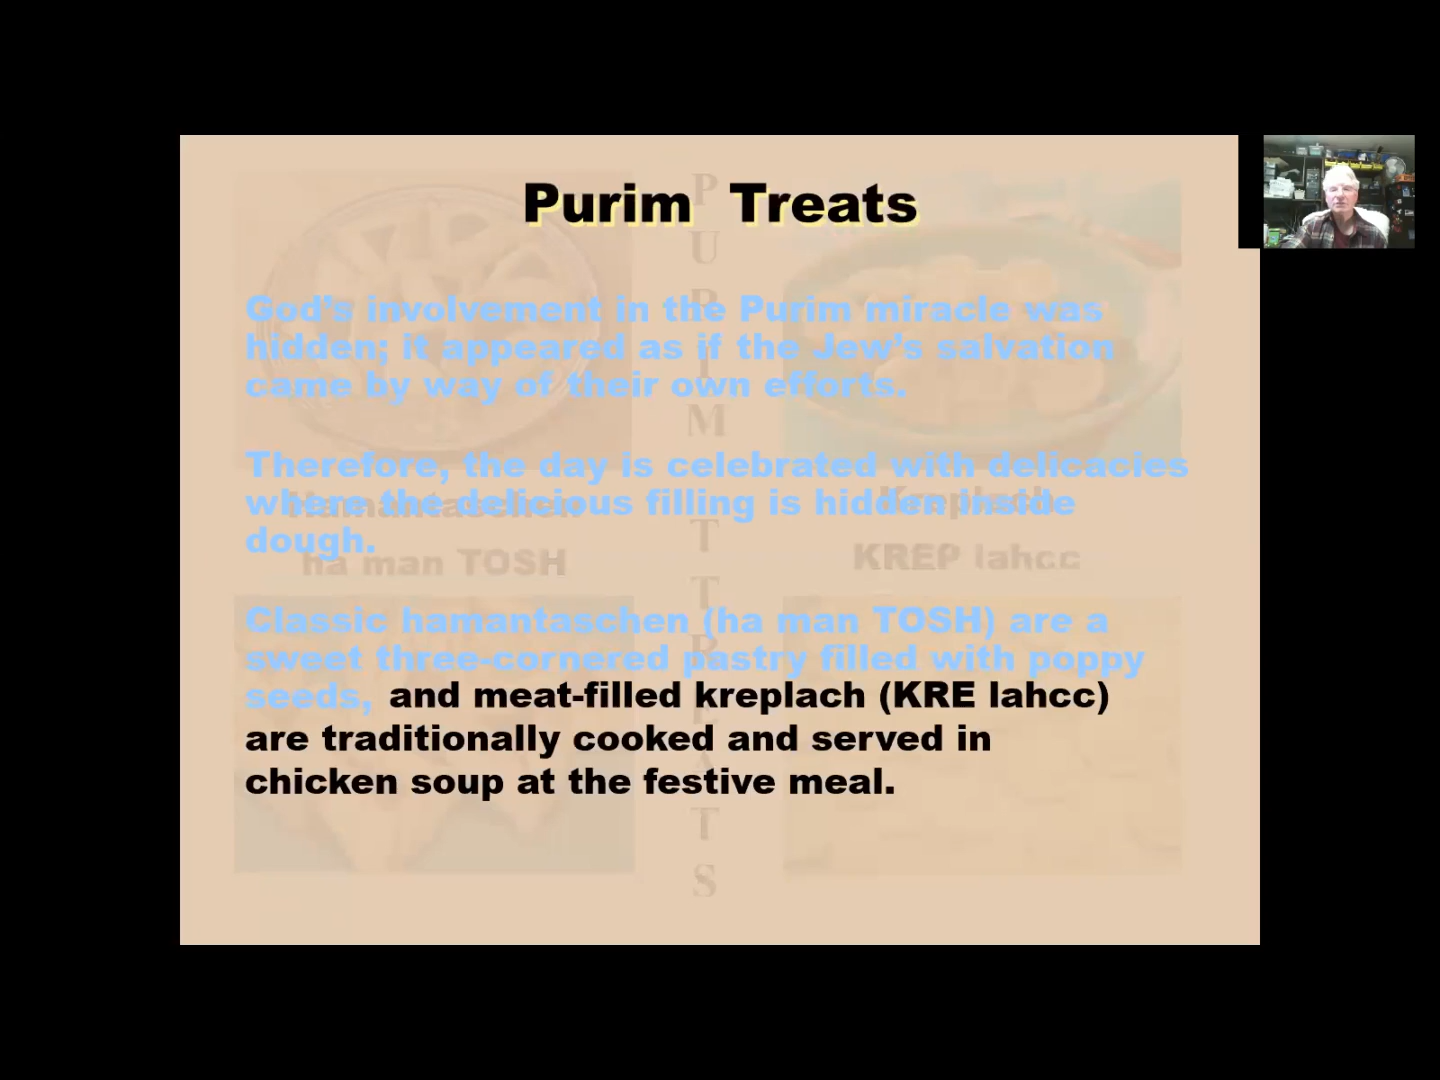 Purim Treats
God's involvement in the Purim miracle was
hidden; it appeared as if the Jew's salvation
came by way of their own efforts.
Therefore, the day is celebrated with delicacies
where the delicious filling is hidden inside
dough.
Classic hamantaschen (ha man TOSH) are a
sweet three-cornered pastry filled with poppy
seeds, and meat-filled kreplach (KRE lahcc)
are traditionally cooked and served in
chicken soup at the festive meal.
P
U
R
I
M
T
R
E
A
T
S
Hamantaschen
ha man TOSH
Kreplach
KREP lahcc